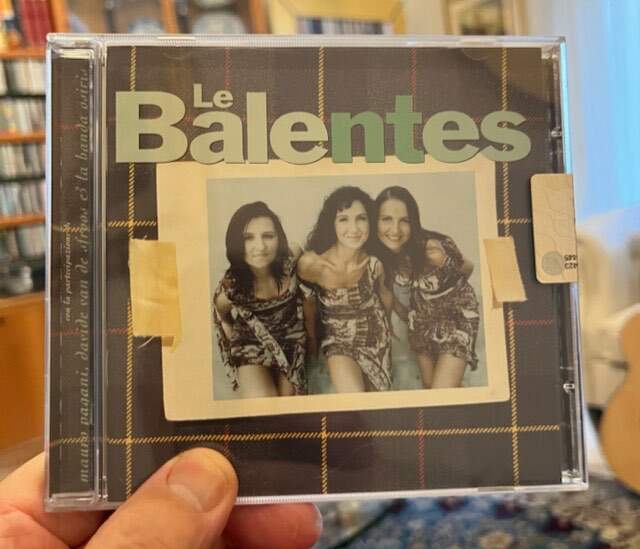 Le
Balentes
con la partecipazione di
mauro pagani, davide van de sfroos & la banda osiris